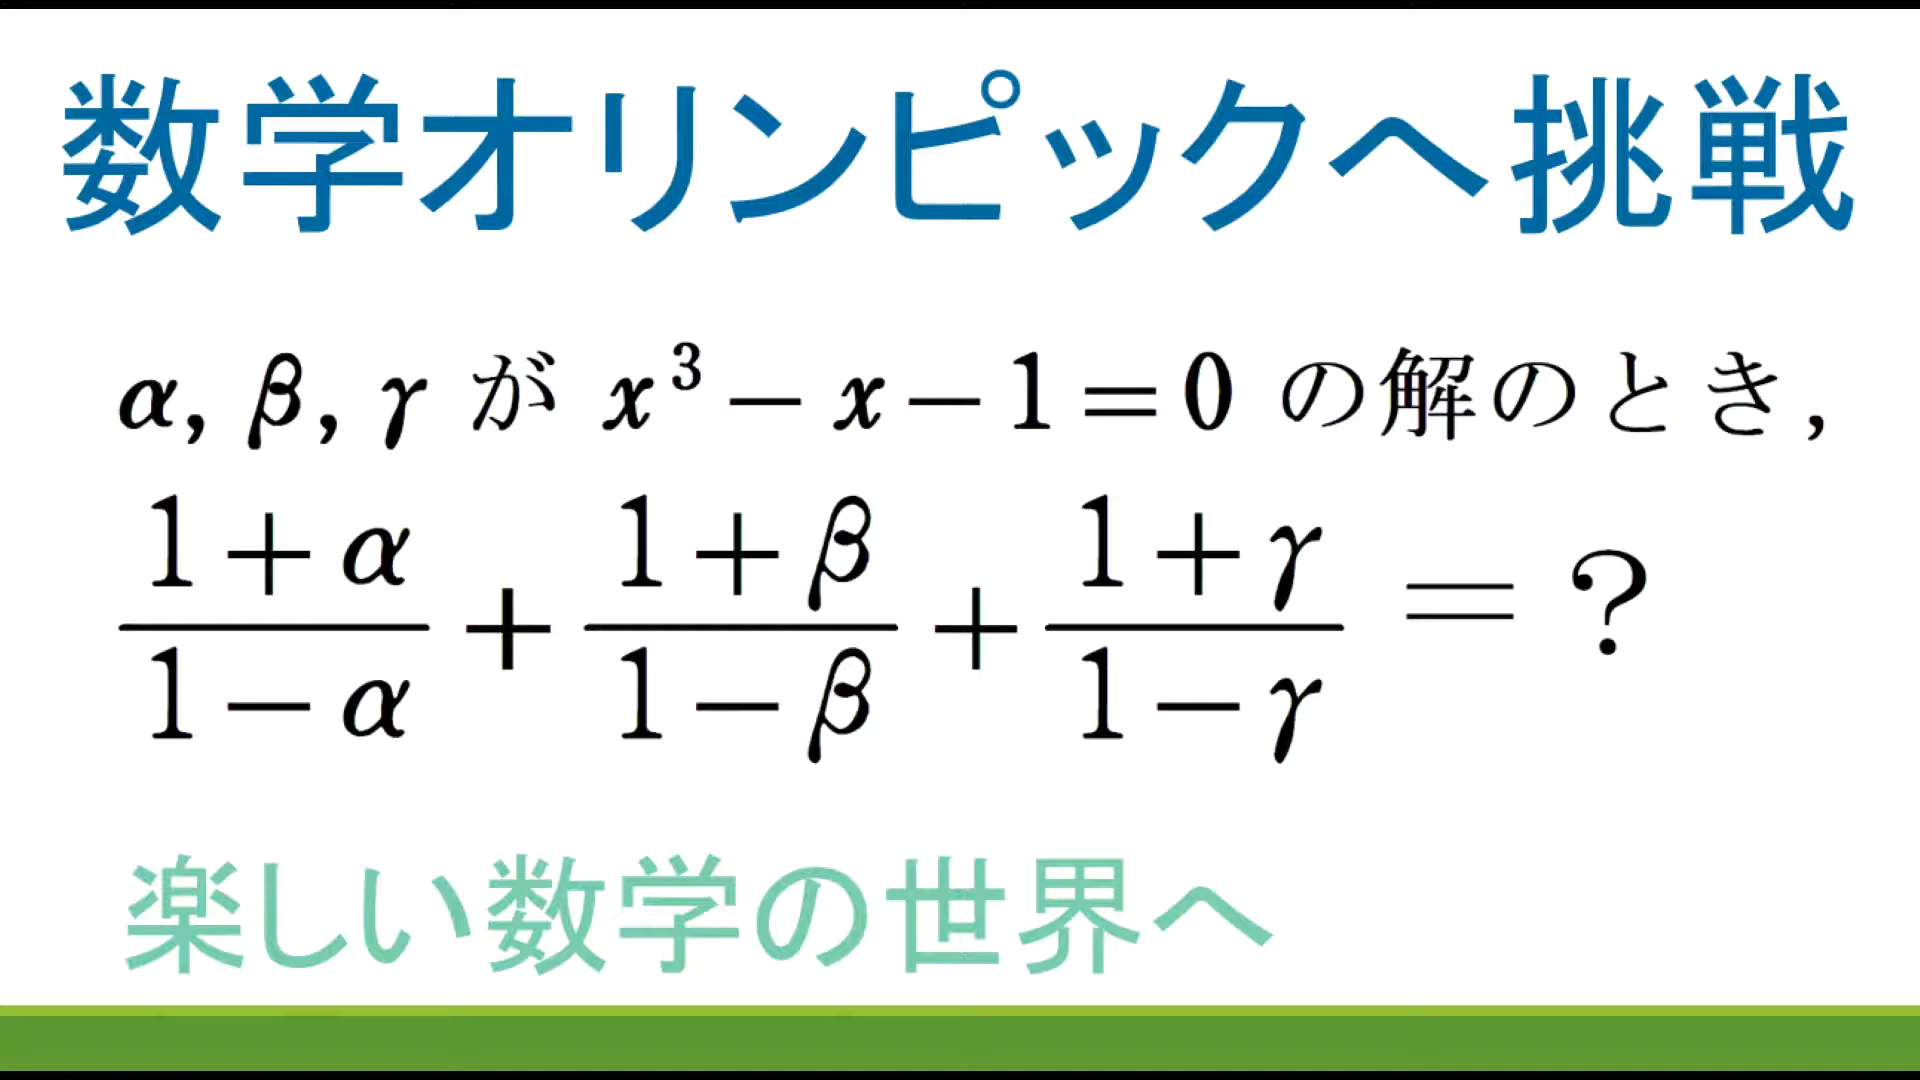 数学オリンピックへ挑戦
α, β, γ が x³ − x − 1 = 0 の解のとき,
(1 + α)/(1 − α) + (1 + β)/(1 − β) + (1 + γ)/(1 − γ) = ?
楽しい数学の世界へ